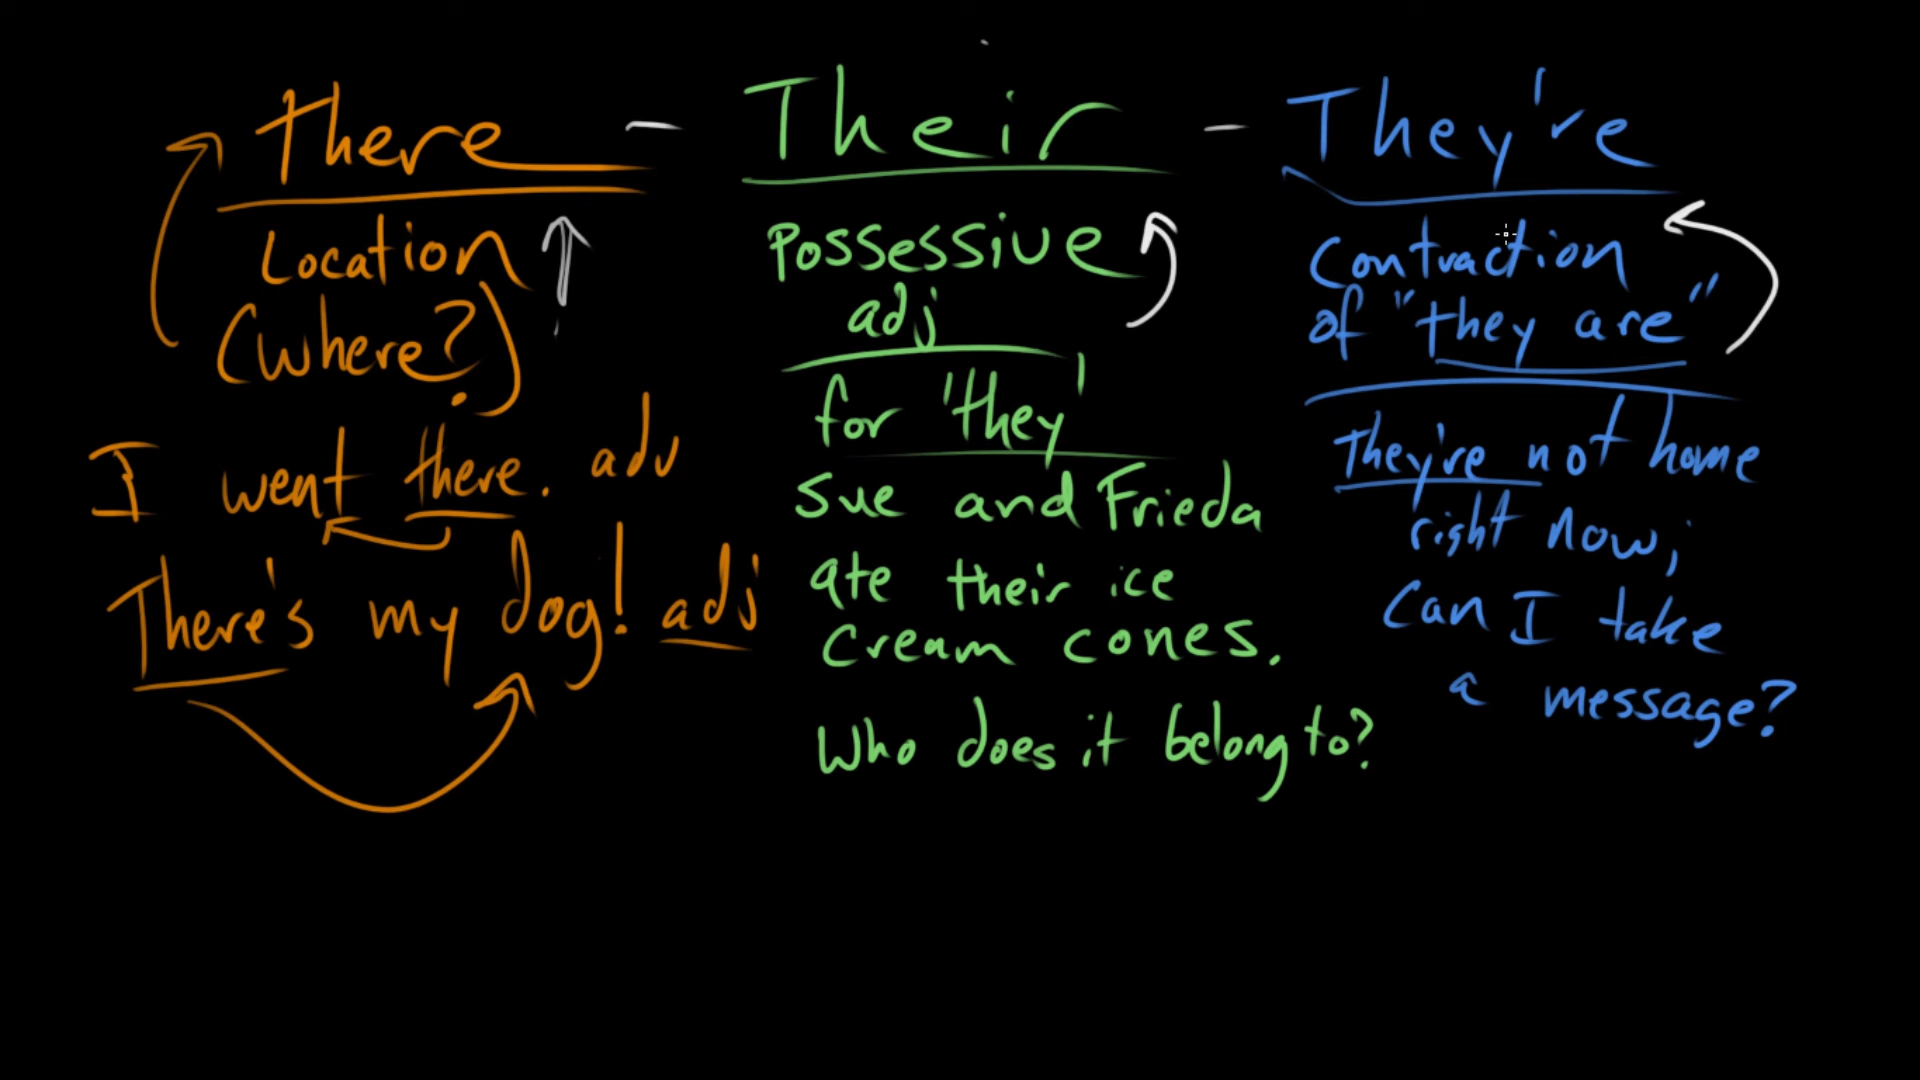 there - Their - They're
Location
(Where?)
I went there. adv
There's my dog! adj
Possessive
adj
for 'they'
Sue and Frieda
ate their ice
cream cones.
Who does it belong to?
Contraction
of "they are"
They're not home
right now;
Can I take
a message?